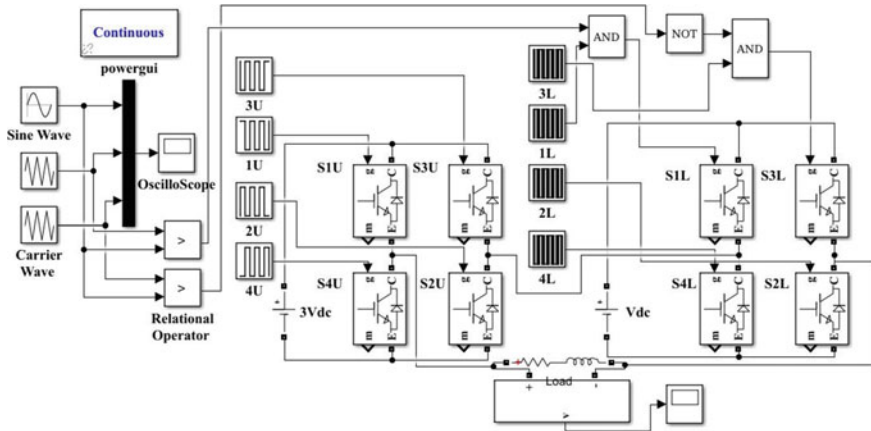 Continuous
powergui
Sine Wave
OscilloScope
Carrier
Wave
>
>
Relational
Operator
3U
1U
2U
4U
3L
1L
2L
4L
AND
NOT
AND
S1U
S3U
S4U
S2U
S1L
S3L
S4L
S2L
g C
m E
g C
m E
g C
m E
g C
m E
g C
m E
g C
m E
g C
m E
g C
m E
3Vdc
Vdc
Load
+ -
v